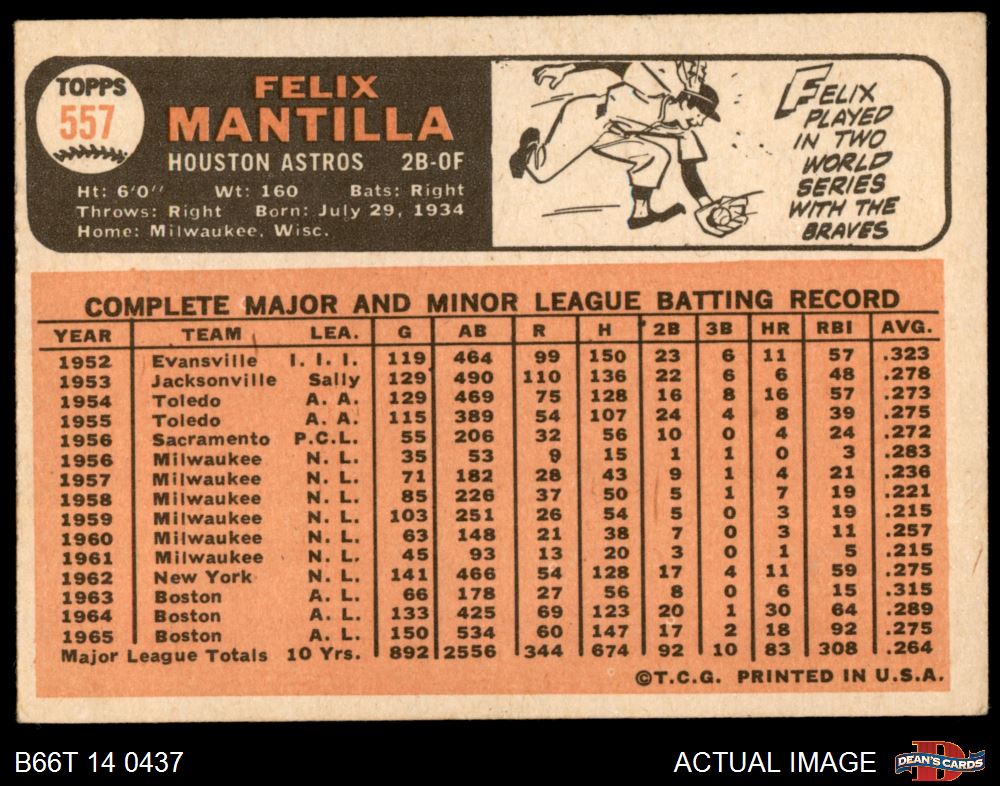 TOPPS
557
FELIX
MANTILLA
HOUSTON ASTROS 2B-OF
Ht: 6'0" Wt: 160 Bats: Right
Throws: Right Born: July 29, 1934
Home: Milwaukee, Wisc.
FELIX
PLAYED
IN TWO
WORLD
SERIES
WITH THE
BRAVES
COMPLETE MAJOR AND MINOR LEAGUE BATTING RECORD
YEAR TEAM LEA. G AB R H 2B 3B HR RBI AVG.
1952 Evansville I. I. I. 119 464 99 150 23 6 11 57 .323
1953 Jacksonville Sally 129 490 110 136 22 6 6 48 .278
1954 Toledo A. A. 129 469 75 128 16 8 16 57 .273
1955 Toledo A. A. 115 389 54 107 24 4 8 39 .275
1956 Sacramento P.C.L. 55 206 32 56 10 0 4 24 .272
1956 Milwaukee N. L. 35 53 9 15 1 1 0 3 .283
1957 Milwaukee N. L. 71 182 28 43 9 1 4 21 .236
1958 Milwaukee N. L. 85 226 37 50 5 1 7 19 .221
1959 Milwaukee N. L. 103 251 26 54 5 0 3 19 .215
1960 Milwaukee N. L. 63 148 21 38 7 0 3 11 .257
1961 Milwaukee N. L. 45 93 13 20 3 0 1 5 .215
1962 New York N. L. 141 466 54 128 17 4 11 59 .275
1963 Boston A. L. 66 178 27 56 8 0 6 15 .315
1964 Boston A. L. 133 425 69 123 20 1 30 64 .289
1965 Boston A. L. 150 534 60 147 17 2 18 92 .275
Major League Totals 10 Yrs. 892 2556 344 674 92 10 83 308 .264
©T.C.G. PRINTED IN U.S.A.
B66T 14 0437 ACTUAL IMAGE DEAN'S CARDS